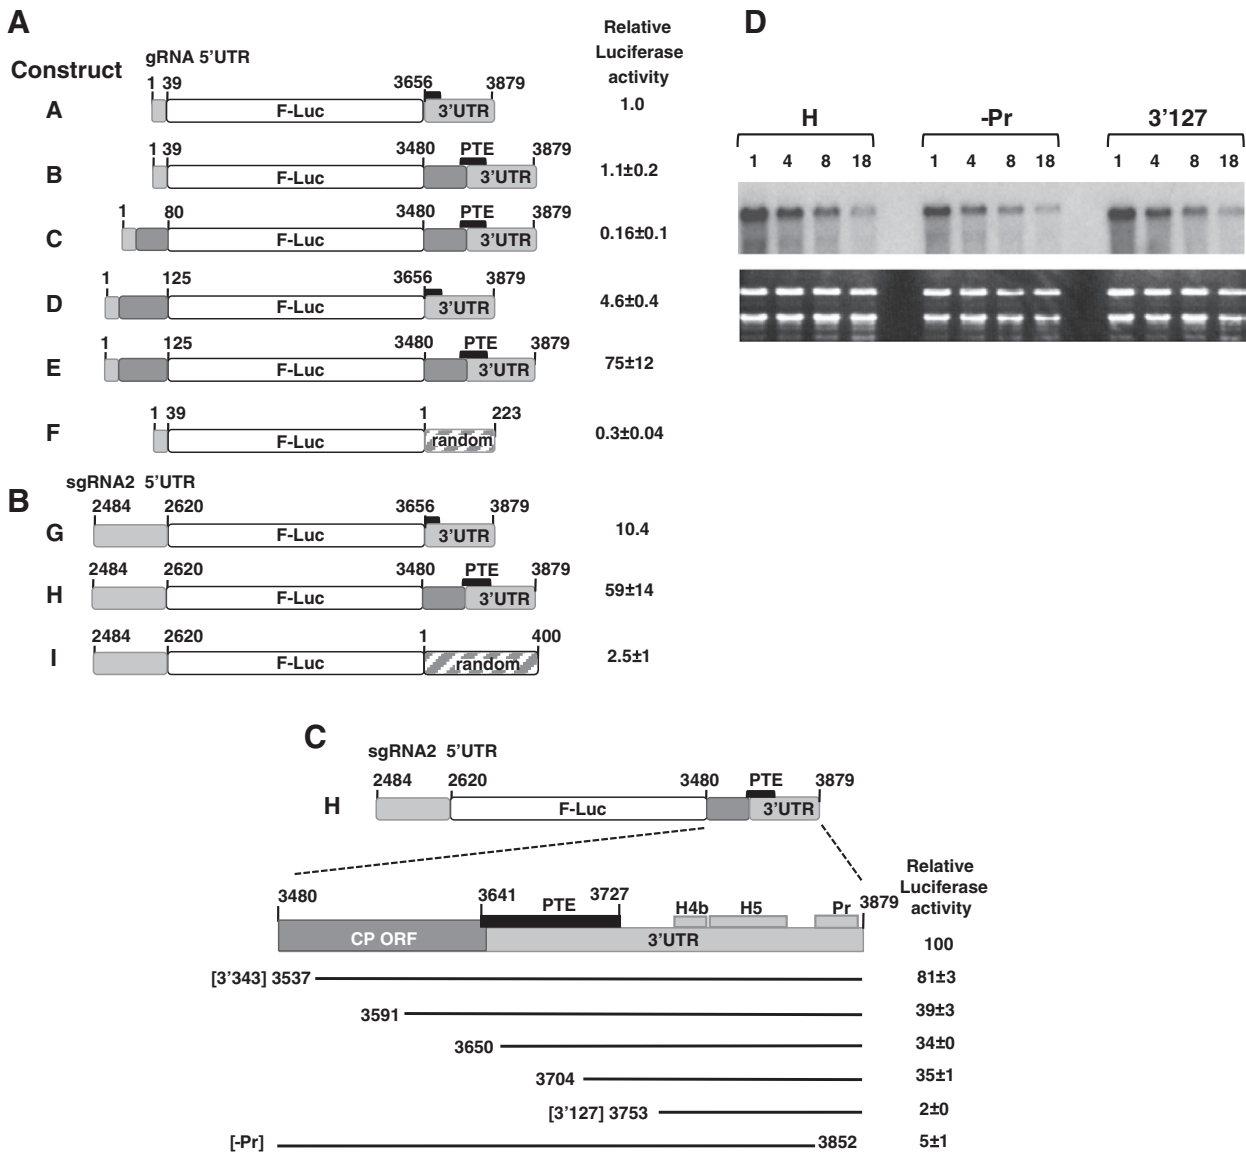 A
Construct
gRNA 5'UTR
Relative
Luciferase
activity
1 39 3656 3879
A F-Luc 3'UTR 1.0
1 39 3480 PTE 3879
B F-Luc 3'UTR 1.1±0.2
1 80 3480 PTE 3879
C F-Luc 3'UTR 0.16±0.1
1 125 3656 3879
D F-Luc 3'UTR 4.6±0.4
1 125 3480 PTE 3879
E F-Luc 3'UTR 75±12
1 39 1 223
F F-Luc random 0.3±0.04
B
sgRNA2 5'UTR
2484 2620 3656 3879
G F-Luc 3'UTR 10.4
2484 2620 3480 PTE 3879
H F-Luc 3'UTR 59±14
2484 2620 1 400
I F-Luc random 2.5±1
C
sgRNA2 5'UTR
2484 2620 3480 PTE 3879
H F-Luc 3'UTR
Relative
Luciferase
activity
3480 3641 PTE 3727 H4b H5 Pr 3879
CP ORF 3'UTR 100
[3'343] 3537 81±3
3591 39±3
3650 34±0
3704 35±1
[3'127] 3753 2±0
[-Pr] 3852 5±1
D
H -Pr 3'127
1 4 8 18 1 4 8 18 1 4 8 18